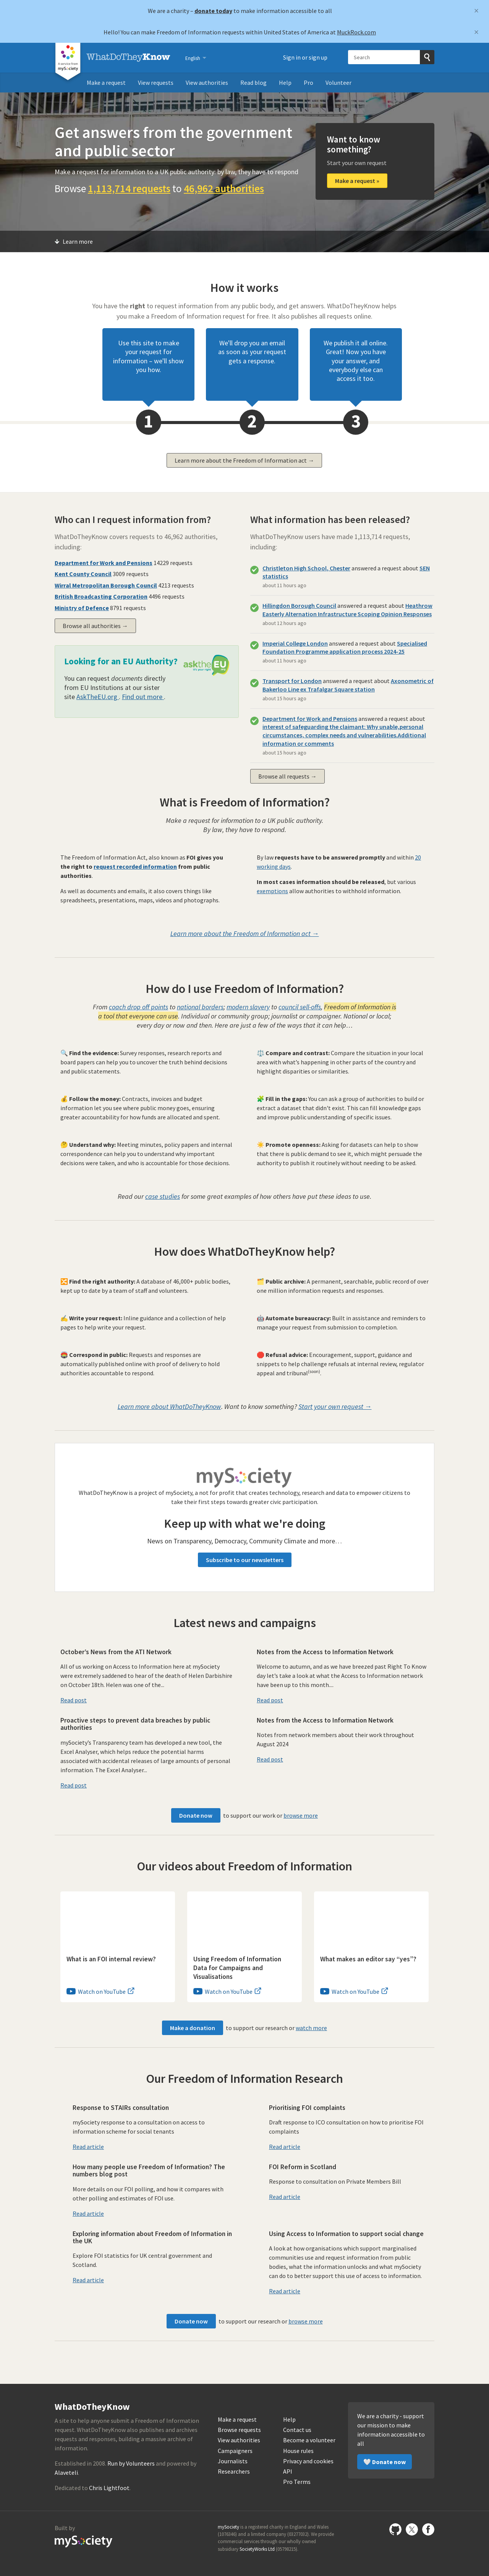 We are a charity – donate today to make information accessible to all
×
Hello! You can make Freedom of Information requests within United States of America at MuckRock.com
×
a service from mySociety
WhatDoTheyKnow
English
Sign in or sign up
Search
Make a request
View requests
View authorities
Read blog
Help
Pro
Volunteer
Get answers from the government
and public sector
Make a request for information to a UK public authority: by law, they have to respond
Browse 1,113,714 requests to 46,962 authorities
Want to know
something?
Start your own request
Make a request »
Learn more
How it works
You have the right to request information from any public body, and get answers. WhatDoTheyKnow helps
you make a Freedom of Information request for free. It also publishes all requests online.
Use this site to make
your request for
information – we'll show
you how.
We'll drop you an email
as soon as your request
gets a response.
We publish it all online.
Great! Now you have
your answer, and
everybody else can
access it too.
1
2
3
Learn more about the Freedom of Information act →
Who can I request information from?
WhatDoTheyKnow covers requests to 46,962 authorities,
including:
Department for Work and Pensions 14229 requests
Kent County Council 3009 requests
Wirral Metropolitan Borough Council 4213 requests
British Broadcasting Corporation 4496 requests
Ministry of Defence 8791 requests
Browse all authorities →
Looking for an EU Authority?
asktheEU
You can request documents directly
from EU Institutions at our sister
site AskTheEU.org . Find out more .
What information has been released?
WhatDoTheyKnow users have made 1,113,714 requests,
including:
Christleton High School, Chester answered a request about SEN
statistics
about 11 hours ago
Hillingdon Borough Council answered a request about Heathrow
Easterly Alternation Infrastructure Scoping Opinion Responses
about 12 hours ago
Imperial College London answered a request about Specialised
Foundation Programme application process 2024-25
about 11 hours ago
Transport for London answered a request about Axonometric of
Bakerloo Line ex Trafalgar Square station
about 15 hours ago
Department for Work and Pensions answered a request about
interest of safeguarding the claimant; Why unable,personal
circumstances, complex needs and vulnerabilities.Additional
information or comments
about 15 hours ago
Browse all requests →
What is Freedom of Information?
Make a request for information to a UK public authority.
By law, they have to respond.
The Freedom of Information Act, also known as FOI gives you
the right to request recorded information from public
authorities.
As well as documents and emails, it also covers things like
spreadsheets, presentations, maps, videos and photographs.
By law requests have to be answered promptly and within 20
working days.
In most cases information should be released, but various
exemptions allow authorities to withhold information.
Learn more about the Freedom of Information act →
How do I use Freedom of Information?
From coach drop off points to national borders; modern slavery to council sell-offs, Freedom of Information is
a tool that everyone can use. Individual or community group; journalist or campaigner. National or local;
every day or now and then. Here are just a few of the ways that it can help…
🔍 Find the evidence: Survey responses, research reports and
board papers can help you to uncover the truth behind decisions
and public statements.
⚖️ Compare and contrast: Compare the situation in your local
area with what's happening in other parts of the country and
highlight disparities or similarities.
💰 Follow the money: Contracts, invoices and budget
information let you see where public money goes, ensuring
greater accountability for how funds are allocated and spent.
🧩 Fill in the gaps: You can ask a group of authorities to build or
extract a dataset that didn't exist. This can fill knowledge gaps
and improve public understanding of specific issues.
🤔 Understand why: Meeting minutes, policy papers and internal
correspondence can help you to understand why important
decisions were taken, and who is accountable for those decisions.
☀️ Promote openness: Asking for datasets can help to show
that there is public demand to see it, which might persuade the
authority to publish it routinely without needing to be asked.
Read our case studies for some great examples of how others have put these ideas to use.
How does WhatDoTheyKnow help?
🔀 Find the right authority: A database of 46,000+ public bodies,
kept up to date by a team of staff and volunteers.
🗂️ Public archive: A permanent, searchable, public record of over
one million information requests and responses.
✍️ Write your request: Inline guidance and a collection of help
pages to help write your request.
🤖 Automate bureaucracy: Built in assistance and reminders to
manage your request from submission to completion.
📯 Correspond in public: Requests and responses are
automatically published online with proof of delivery to hold
authorities accountable to respond.
🛑 Refusal advice: Encouragement, support, guidance and
snippets to help challenge refusals at internal review, regulator
appeal and tribunal(soon!).
Learn more about WhatDoTheyKnow. Want to know something? Start your own request →
mySociety
WhatDoTheyKnow is a project of mySociety, a not for profit that creates technology, research and data to empower citizens to
take their first steps towards greater civic participation.
Keep up with what we're doing
News on Transparency, Democracy, Community Climate and more…
Subscribe to our newsletters
Latest news and campaigns
October's News from the ATI Network
All of us working on Access to Information here at mySociety
were extremely saddened to hear of the death of Helen Darbishire
on October 18th. Helen was one of the...
Read post
Notes from the Access to Information Network
Welcome to autumn, and as we have breezed past Right To Know
day let's take a look at what the Access to Information network
have been up to this month....
Read post
Proactive steps to prevent data breaches by public
authorities
mySociety's Transparency team has developed a new tool, the
Excel Analyser, which helps reduce the potential harms
associated with accidental releases of large amounts of personal
information. The Excel Analyser...
Read post
Notes from the Access to Information Network
Notes from network members about their work throughout
August 2024
Read post
Donate now to support our work or browse more
Our videos about Freedom of Information
What is an FOI internal review?
Watch on YouTube
Using Freedom of Information
Data for Campaigns and
Visualisations
Watch on YouTube
What makes an editor say “yes”?
Watch on YouTube
Make a donation to support our research or watch more
Our Freedom of Information Research
Response to STAIRs consultation
mySociety response to a consultation on access to
information scheme for social tenants
Read article
Prioritising FOI complaints
Draft response to ICO consultation on how to prioritise FOI
complaints
Read article
How many people use Freedom of Information? The
numbers blog post
More details on our FOI polling, and how it compares with
other polling and estimates of FOI use.
Read article
FOI Reform in Scotland
Response to consultation on Private Members Bill
Read article
Exploring information about Freedom of Information in
the UK
Explore FOI statistics for UK central government and
Scotland.
Read article
Using Access to Information to support social change
A look at how organisations which support marginalised
communities use and request information from public
bodies, what the information unlocks and what mySociety
can do to better support this use of access to information.
Read article
Donate now to support our research or browse more
WhatDoTheyKnow
A site to help anyone submit a Freedom of Information
request. WhatDoTheyKnow also publishes and archives
requests and responses, building a massive archive of
information.
Established in 2008. Run by Volunteers and powered by
Alaveteli.
Dedicated to Chris Lightfoot.
Make a request
Browse requests
View authorities
Campaigners
Journalists
Researchers
Help
Contact us
Become a volunteer
House rules
Privacy and cookies
API
Pro Terms
We are a charity - support
our mission to make
information accessible to
all
🤍 Donate now
Built by
mySociety
mySociety is a registered charity in England and Wales
(1076346) and a limited company (03277032). We provide
commercial services through our wholly owned
subsidiary SocietyWorks Ltd (05798215).